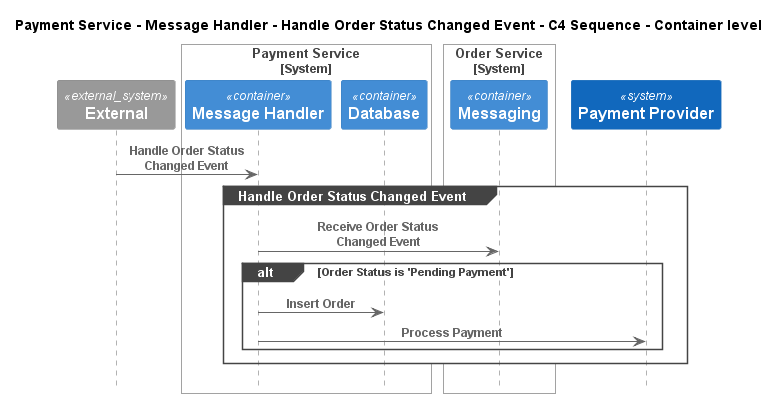 Payment Service - Message Handler - Handle Order Status Changed Event - C4 Sequence - Container level
Payment Service
[System]
Order Service
[System]
«external_system»
External
«container»
Message Handler
«container»
Database
«container»
Messaging
«system»
Payment Provider
Handle Order Status
Changed Event
Handle Order Status Changed Event
Receive Order Status
Changed Event
alt
[Order Status is 'Pending Payment']
Insert Order
Process Payment